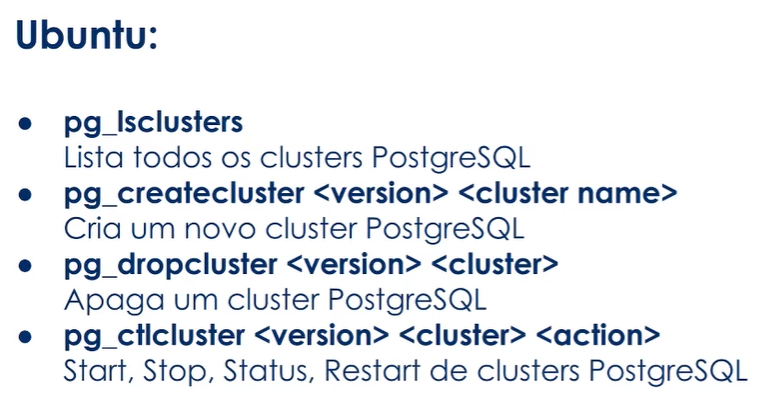 Ubuntu:
● pg_lsclusters
Lista todos os clusters PostgreSQL
● pg_createcluster <version> <cluster name>
Cria um novo cluster PostgreSQL
● pg_dropcluster <version> <cluster>
Apaga um cluster PostgreSQL
● pg_ctlcluster <version> <cluster> <action>
Start, Stop, Status, Restart de clusters PostgreSQL